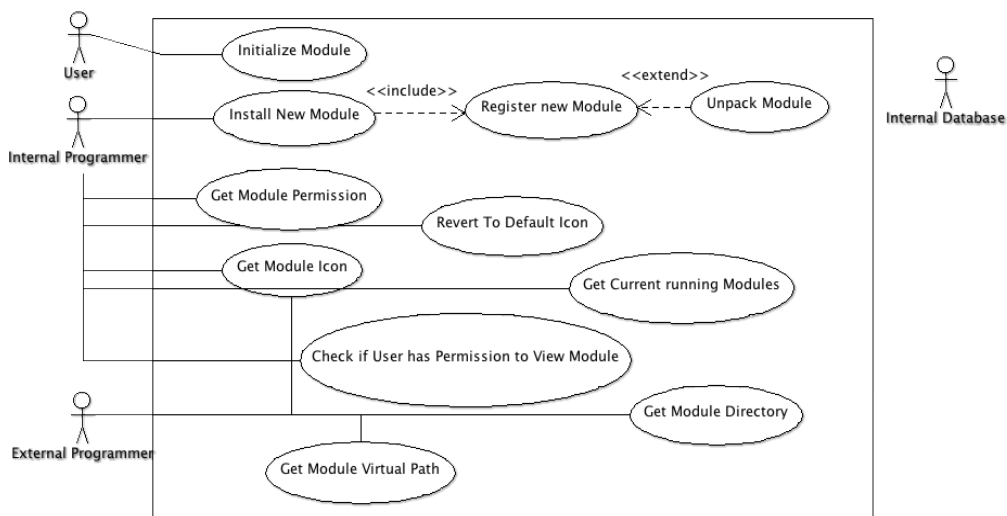 User
Initialize Module
<<include>>
<<extend>>
Install New Module
Register new Module
Unpack Module
Internal Database
Internal Programmer
Get Module Permission
Revert To Default Icon
Get Module Icon
Get Current running Modules
Check if User has Permission to View Module
Get Module Directory
External Programmer
Get Module Virtual Path